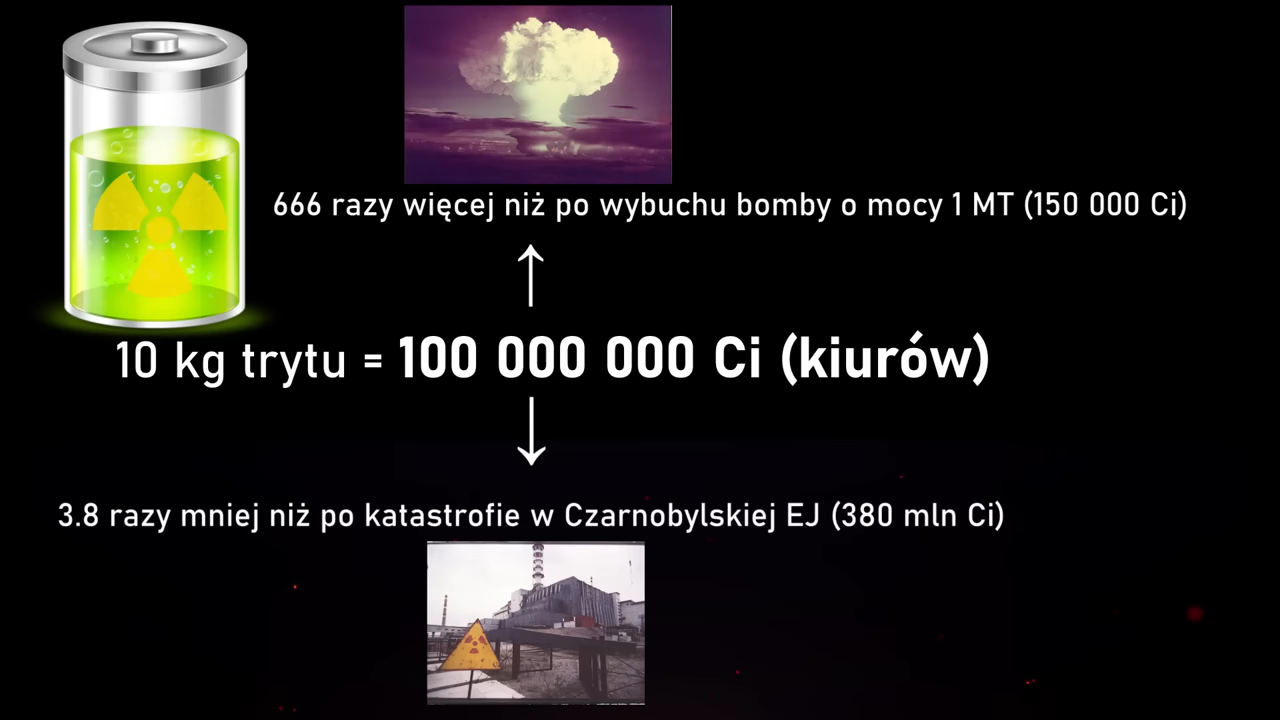 666 razy więcej niż po wybuchu bomby o mocy 1 MT (150 000 Ci)
10 kg trytu = 100 000 000 Ci (kiurów)
3.8 razy mniej niż po katastrofie w Czarnobylskiej EJ (380 mln Ci)